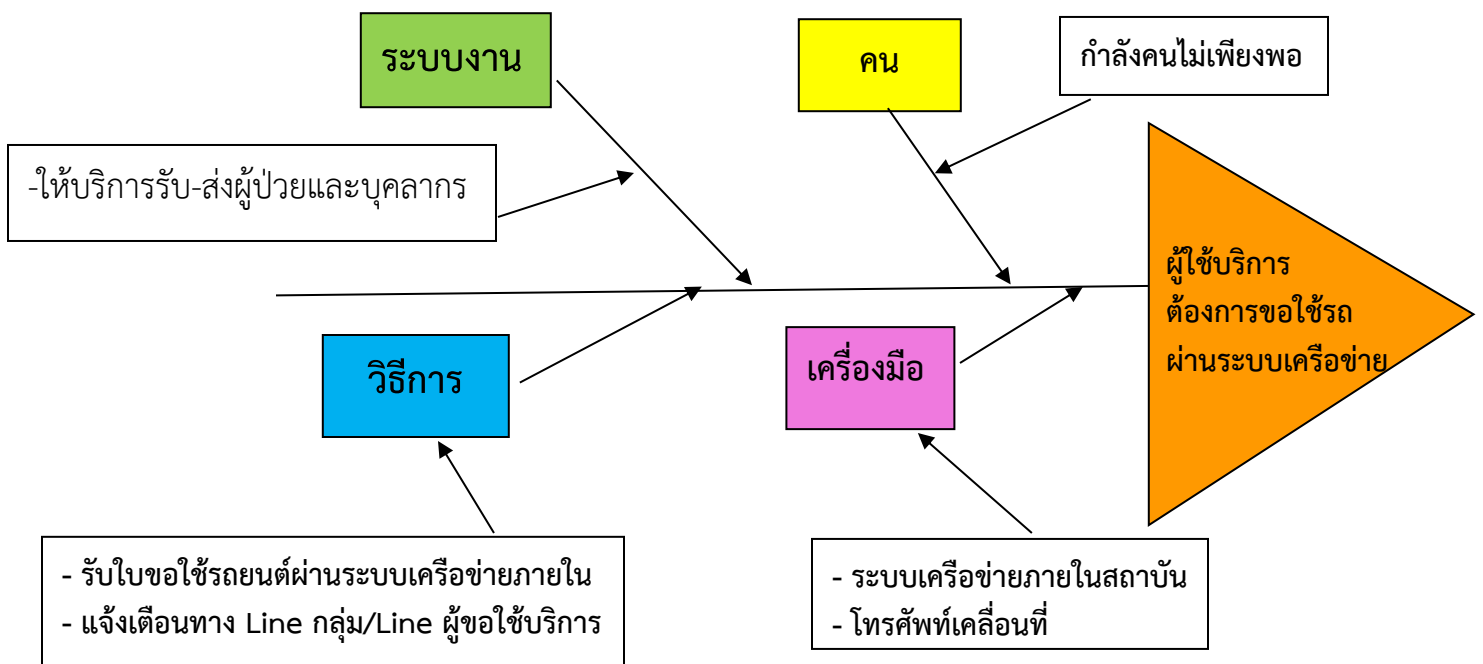 ระบบงาน
คน
กำลังคนไม่เพียงพอ
-ให้บริการรับ-ส่งผู้ป่วยและบุคลากร
ผู้ใช้บริการ
ต้องการขอใช้รถ
ผ่านระบบเครือข่าย
วิธีการ
เครื่องมือ
- รับใบขอใช้รถยนต์ผ่านระบบเครือข่ายภายใน
- แจ้งเตือนทาง Line กลุ่ม/Line ผู้ขอใช้บริการ
- ระบบเครือข่ายภายในสถาบัน
- โทรศัพท์เคลื่อนที่